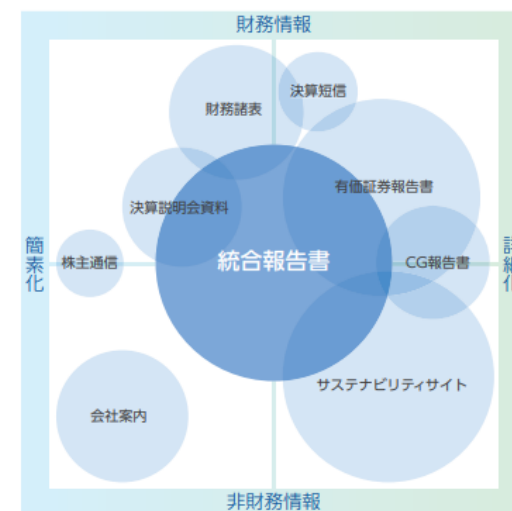 財務情報
決算短信
財務諸表
有価証券報告書
決算説明会資料
簡素化
株主通信
統合報告書
CG報告書
詳細化
サステナビリティサイト
会社案内
非財務情報